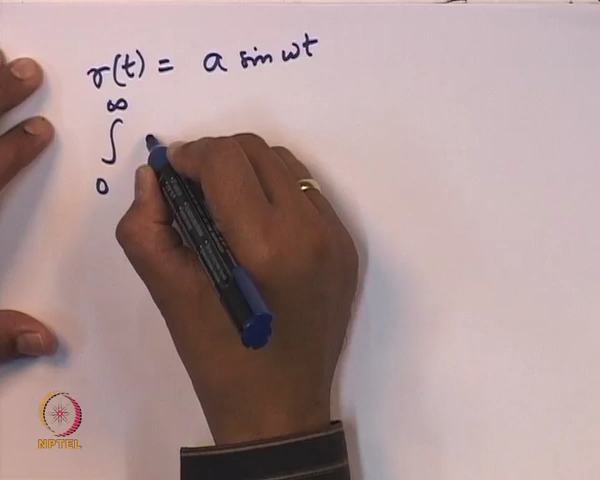 r(t) = a sin ωt
∫₀^∞
NPTEL